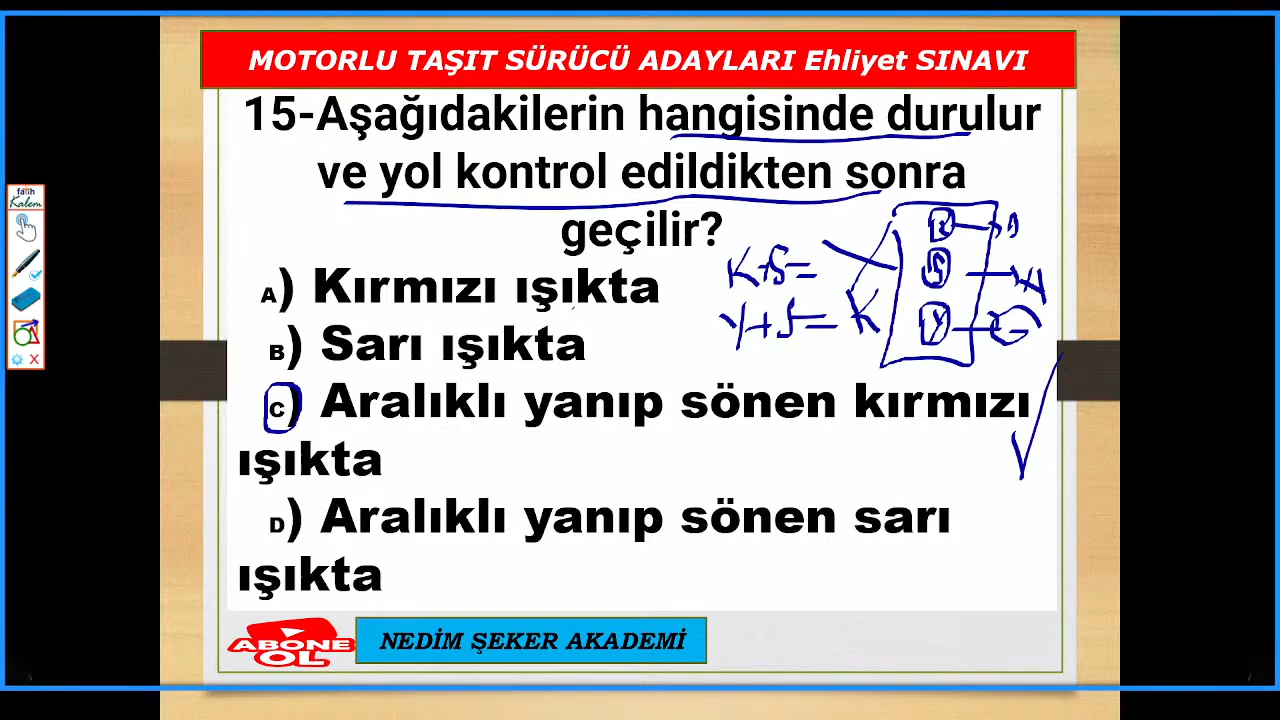 MOTORLU TAŞIT SÜRÜCÜ ADAYLARI Ehliyet SINAVI
15-Aşağıdakilerin hangisinde durulur
ve yol kontrol edildikten sonra
geçilir?
A) Kırmızı ışıkta
B) Sarı ışıkta
C) Aralıklı yanıp sönen kırmızı
ışıkta
D) Aralıklı yanıp sönen sarı
ışıkta
K+S=
Y+S= K
K
S
Y
H
G
fatih
Kalem
ABONE
OL
NEDİM ŞEKER AKADEMİ